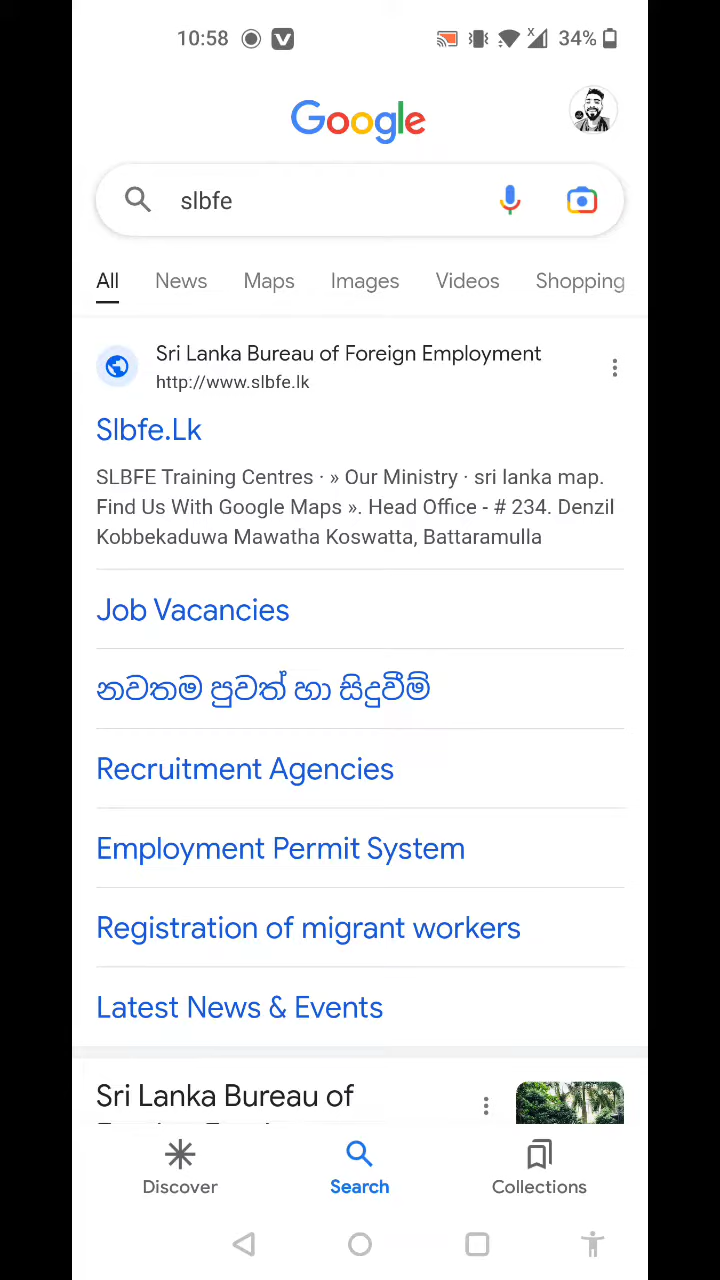 10:58
34%
Google
slbfe
All News Maps Images Videos Shopping
Sri Lanka Bureau of Foreign Employment
http://www.slbfe.lk
Slbfe.Lk
SLBFE Training Centres · » Our Ministry · sri lanka map.
Find Us With Google Maps ». Head Office - # 234. Denzil
Kobbekaduwa Mawatha Koswatta, Battaramulla
Job Vacancies
නවතම පුවත් හා සිදුවීම්
Recruitment Agencies
Employment Permit System
Registration of migrant workers
Latest News & Events
Sri Lanka Bureau of
Discover Search Collections